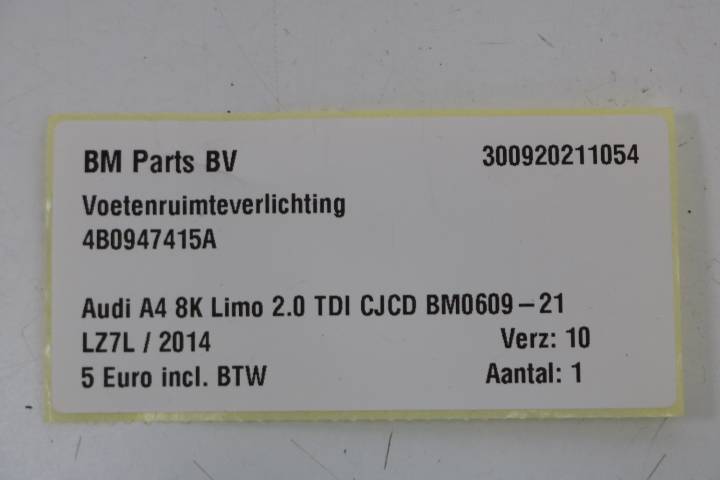 BM Parts BV 300920211054
Voetenruimteverlichting
4B0947415A
Audi A4 8K Limo 2.0 TDI CJCD BM0609-21
LZ7L / 2014 Verz: 10
5 Euro incl. BTW Aantal: 1